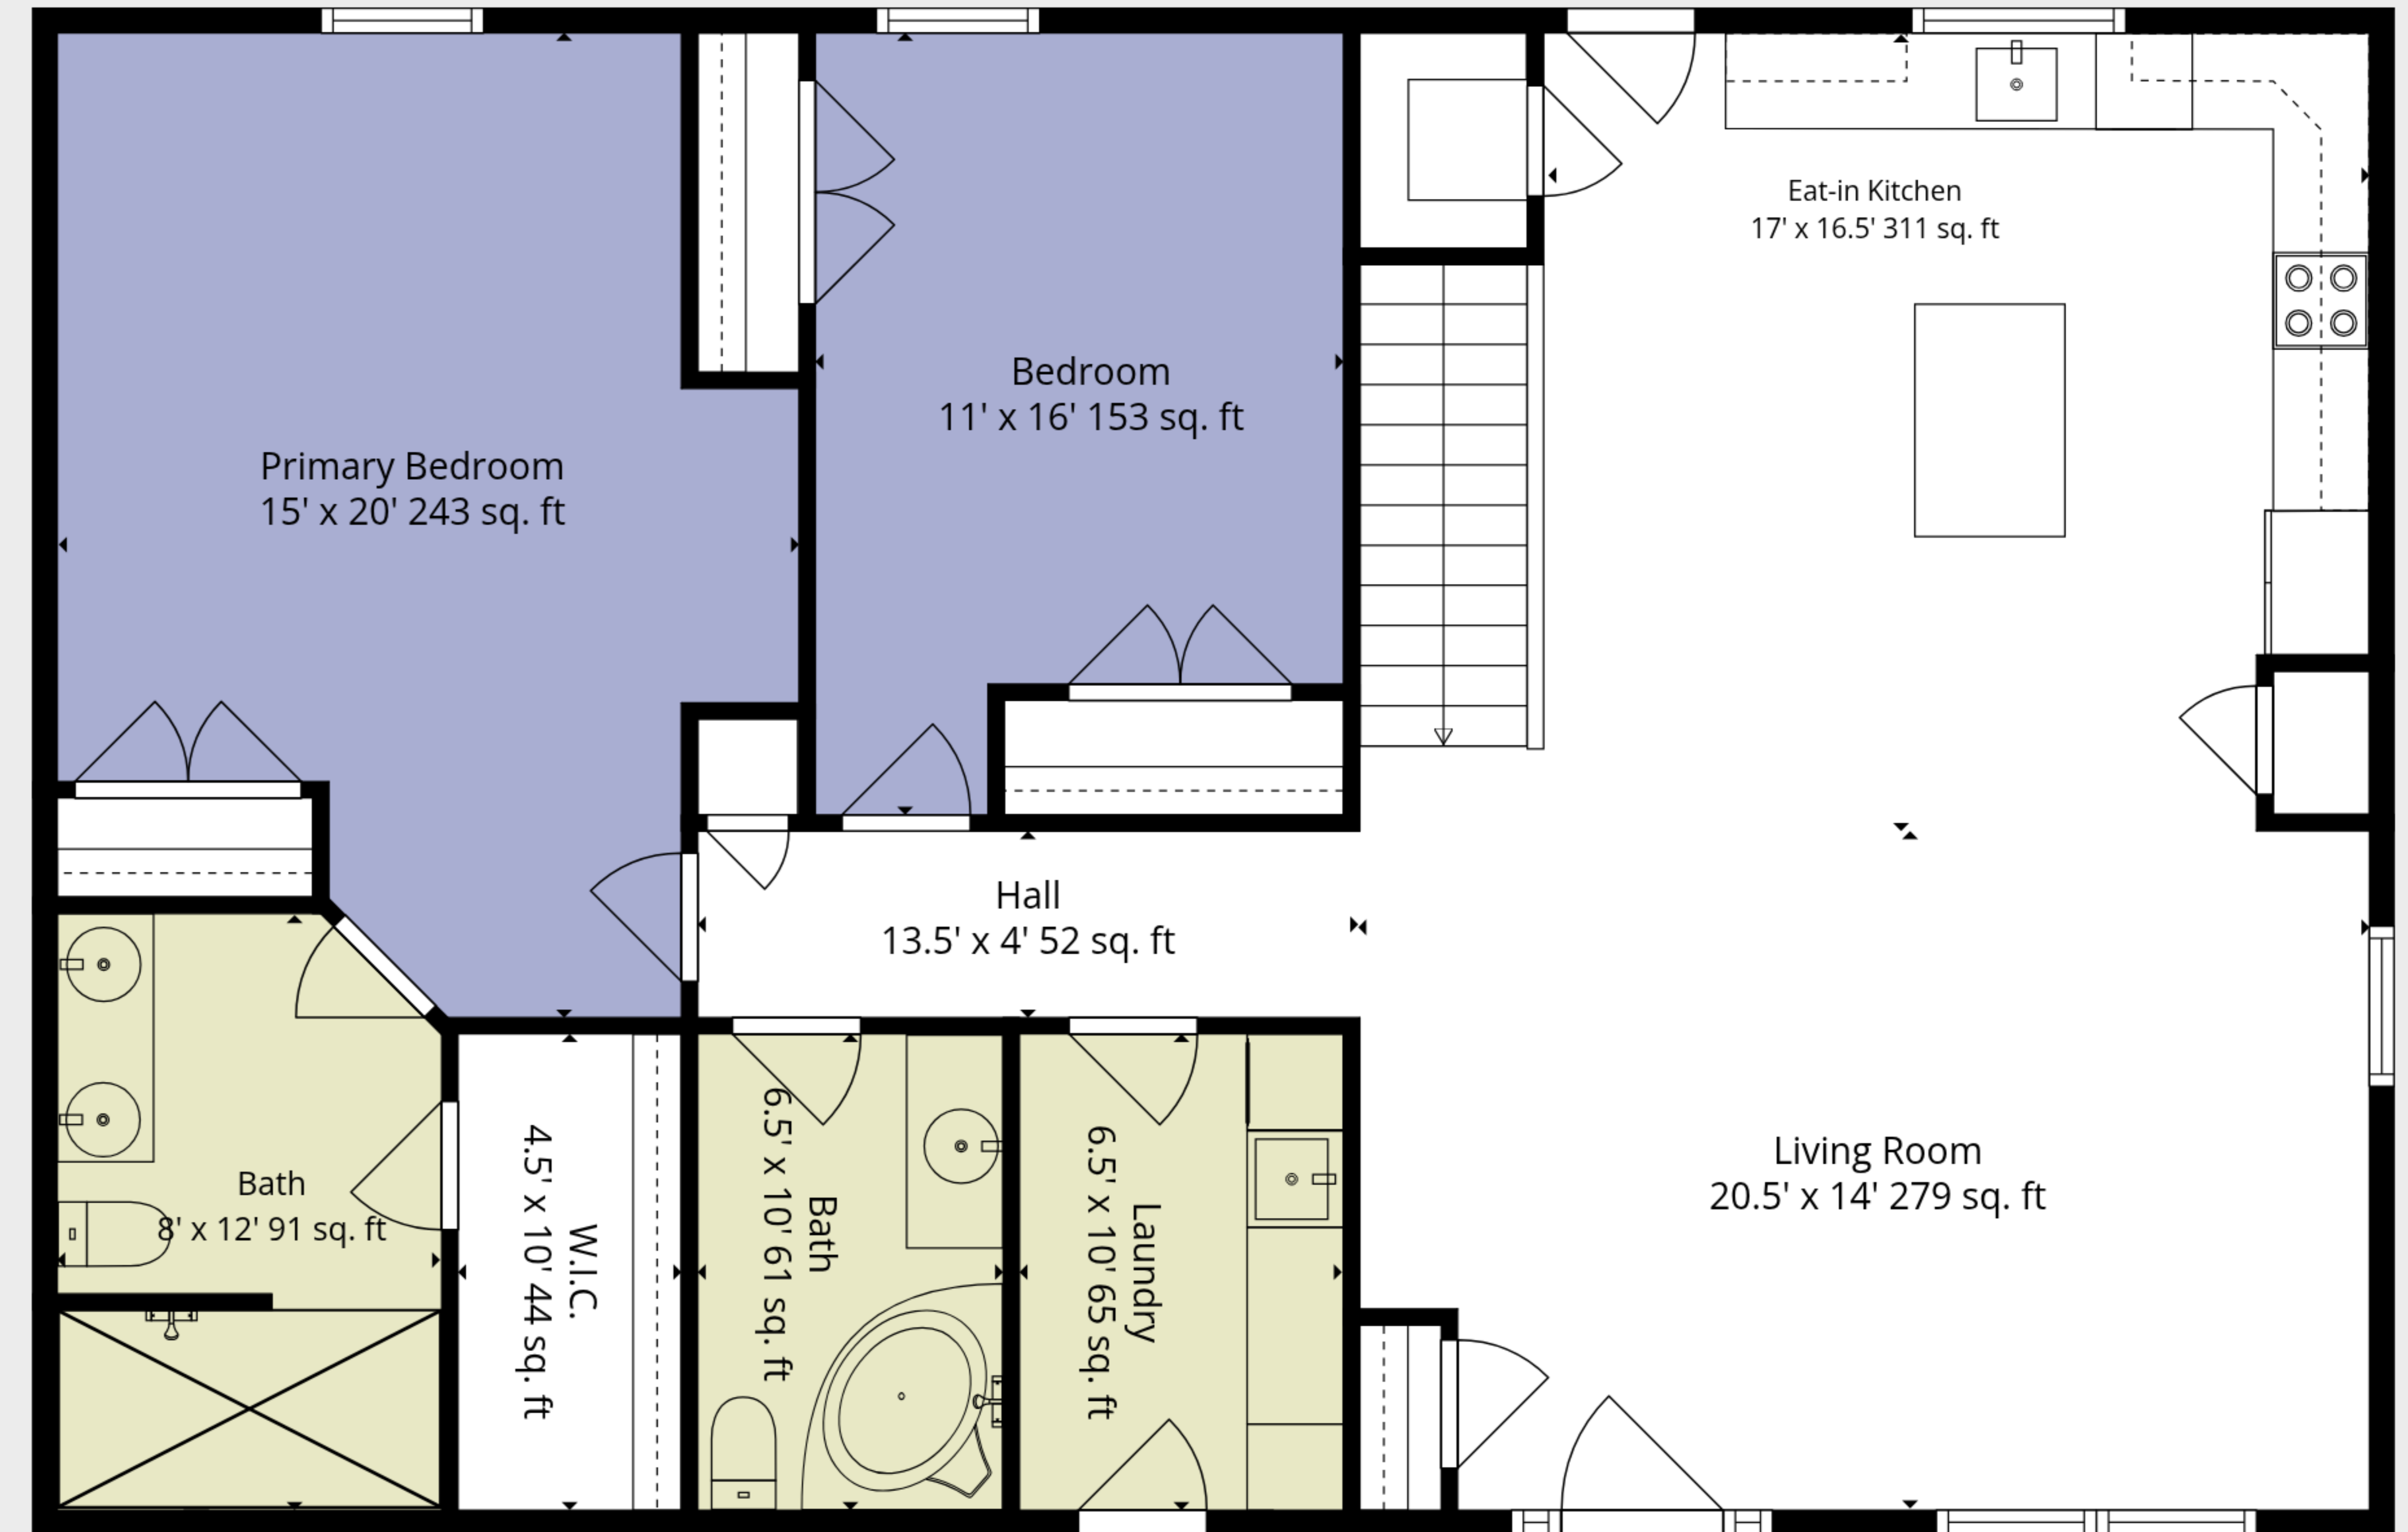 Eat-in Kitchen
17' x 16.5' 311 sq. ft
Bedroom
11' x 16' 153 sq. ft
Primary Bedroom
15' x 20' 243 sq. ft
Hall
13.5' x 4' 52 sq. ft
Living Room
20.5' x 14' 279 sq. ft
Bath
8' x 12' 91 sq. ft
W.I.C.
4.5' x 10' 44 sq. ft
Bath
6.5' x 10' 61 sq. ft
Laundry
6.5' x 10' 65 sq. ft